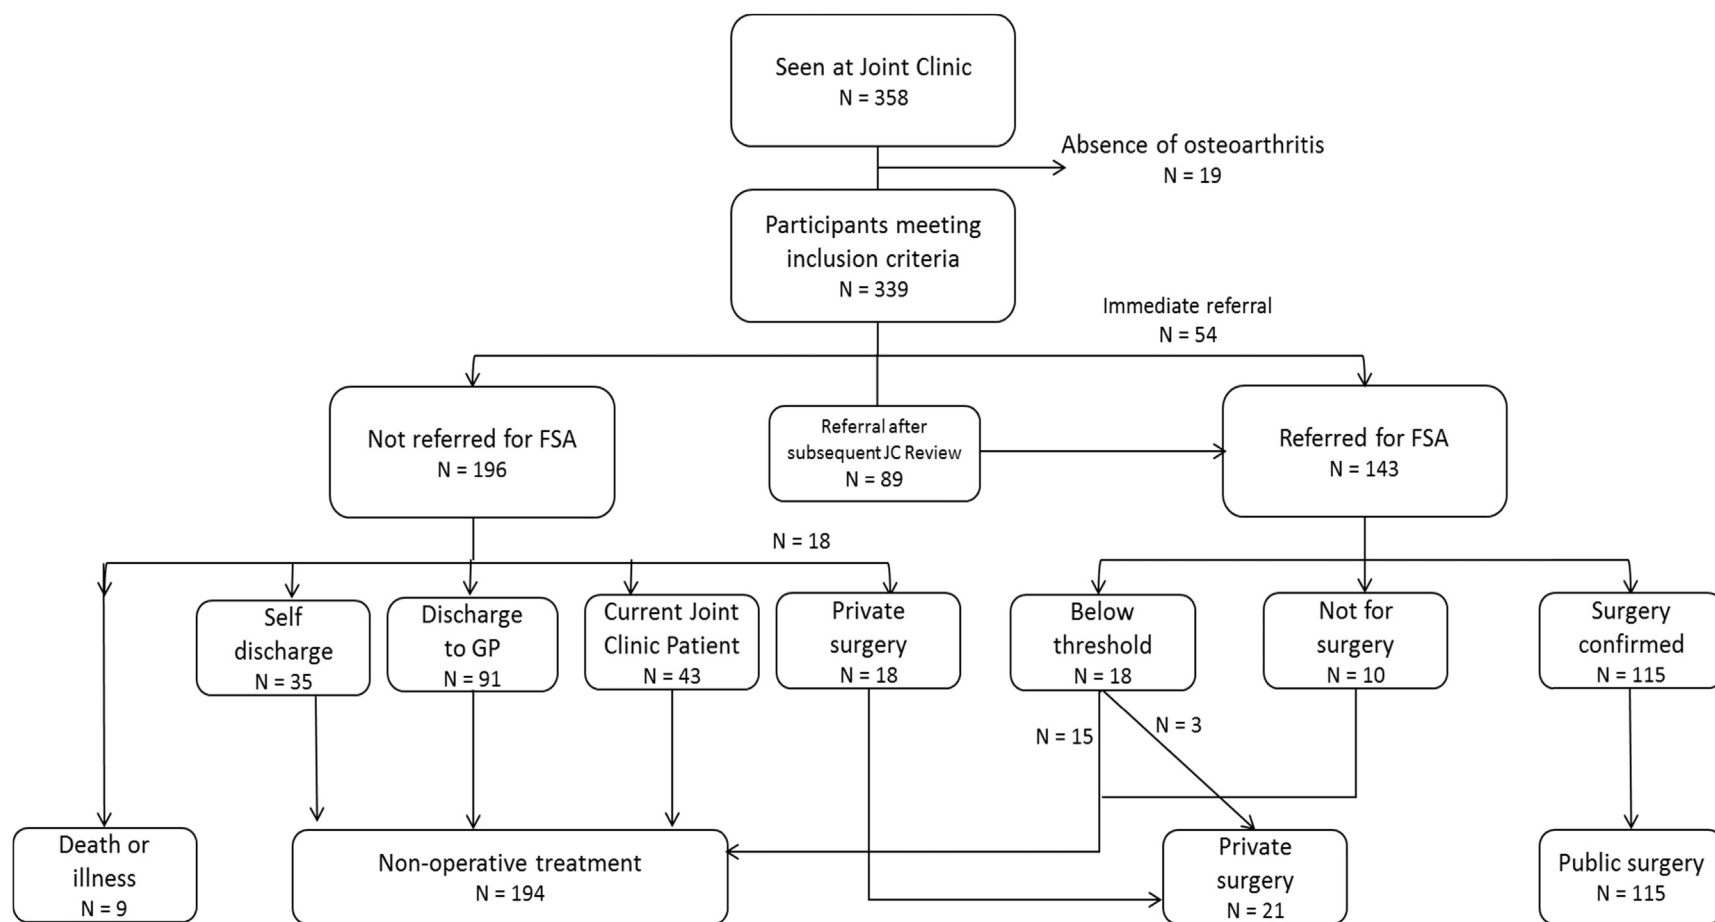 Seen at Joint Clinic
N = 358
Absence of osteoarthritis
N = 19
Participants meeting
inclusion criteria
N = 339
Immediate referral
N = 54
Not referred for FSA
N = 196
Referral after
subsequent JC Review
N = 89
Referred for FSA
N = 143
N = 18
Self
discharge
N = 35
Discharge
to GP
N = 91
Current Joint
Clinic Patient
N = 43
Private
surgery
N = 18
Below
threshold
N = 18
Not for
surgery
N = 10
Surgery
confirmed
N = 115
N = 15
N = 3
Death or
illness
N = 9
Non-operative treatment
N = 194
Private
surgery
N = 21
Public surgery
N = 115